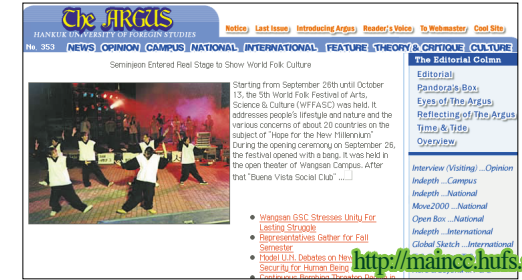 The ARGUS
HANKUK UNIVERSITY OF FOREIGN STUDIES
Notice Last Issue Introducing Argus Reader's Voice To Webmaster Cool Site
No. 353 NEWS OPINION CAMPUS NATIONAL INTERNATIONAL FEATURE THEORY & CRITIQUE CULTURE
Seminjeon Entered Real Stage to Show World Folk Culture
Starting from September 26th until October
13, the 5th World Folk Festival of Arts,
Science & Culture (WFFASC) was held. It
addresses people's lifestyle and nature and the
various concerns of about 20 countries on the
subject of "Hope for the New Millennium"
During the opening ceremony on September 26,
the festival opened with a bang. It was held in
the open theater of Wangsan Campus. After
that "Buena Vista Social Club" ......
Wangsan GSC Stresses Unity For
Lasting Struggle
Representatives Gather for Fall
Semester
Model U.N. Debates on New
Security for Human Being
Continuous Bombing Threaten People in
The Editorial Colmn
Editorial
Pandora's Box
Eyes of The Argus
Reflecting of The Argus
Time & Tide
Overview
Interview (Visiting) ...Opinion
Indepth ...Campus
Indepth ...National
Move2000 ...National
Open Box ...National
Indepth ...International
Global Sketch ...International
http://maincc.hufs.